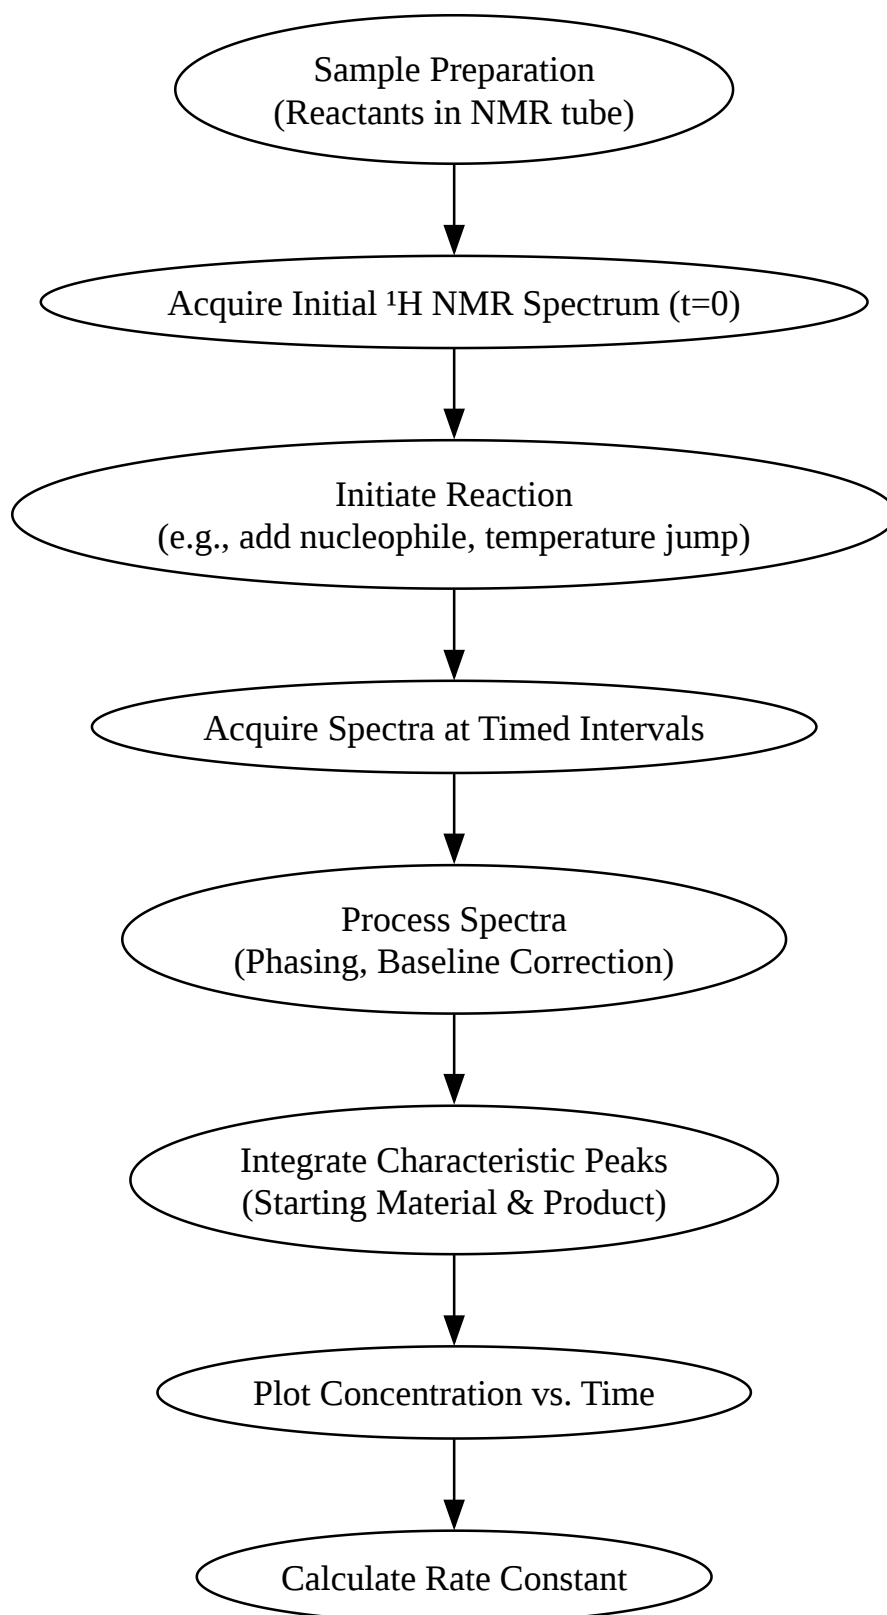 Sample Preparation
(Reactants in NMR tube)
Acquire Initial ¹H NMR Spectrum (t=0)
Initiate Reaction
(e.g., add nucleophile, temperature jump)
Acquire Spectra at Timed Intervals
Process Spectra
(Phasing, Baseline Correction)
Integrate Characteristic Peaks
(Starting Material & Product)
Plot Concentration vs. Time
Calculate Rate Constant